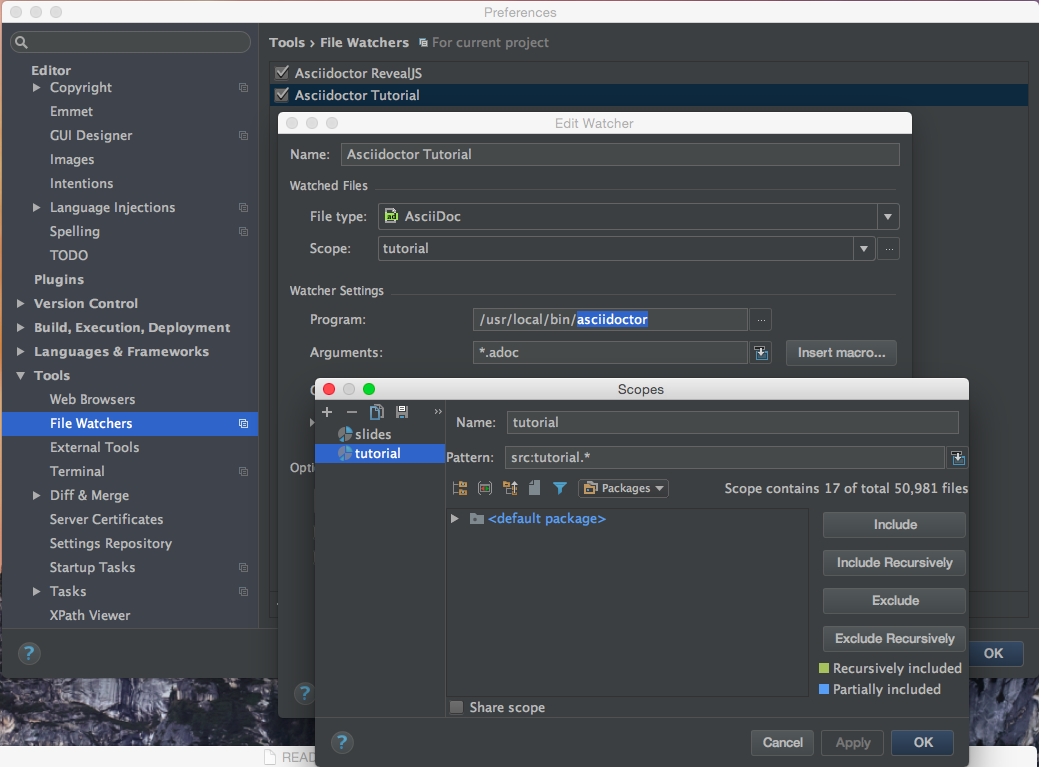 Preferences
Tools › File Watchers For current project
Editor
Copyright
Emmet
GUI Designer
Images
Intentions
Language Injections
Spelling
TODO
Plugins
Version Control
Build, Execution, Deployment
Languages & Frameworks
Tools
Web Browsers
File Watchers
External Tools
Terminal
Diff & Merge
Server Certificates
Settings Repository
Startup Tasks
Tasks
XPath Viewer
?
Asciidoctor RevealJS
Asciidoctor Tutorial
Edit Watcher
Name: Asciidoctor Tutorial
Watched Files
File type: AsciiDoc
Scope: tutorial ...
Watcher Settings
Program: /usr/local/bin/asciidoctor ...
Arguments: *.adoc Insert macro...
Opti
?
OK
Scopes
slides
tutorial
Name: tutorial
Pattern: src:tutorial.*
Packages Scope contains 17 of total 50,981 files
<default package>
Include
Include Recursively
Exclude
Exclude Recursively
Recursively included
Partially included
Share scope
? Cancel Apply OK
READ